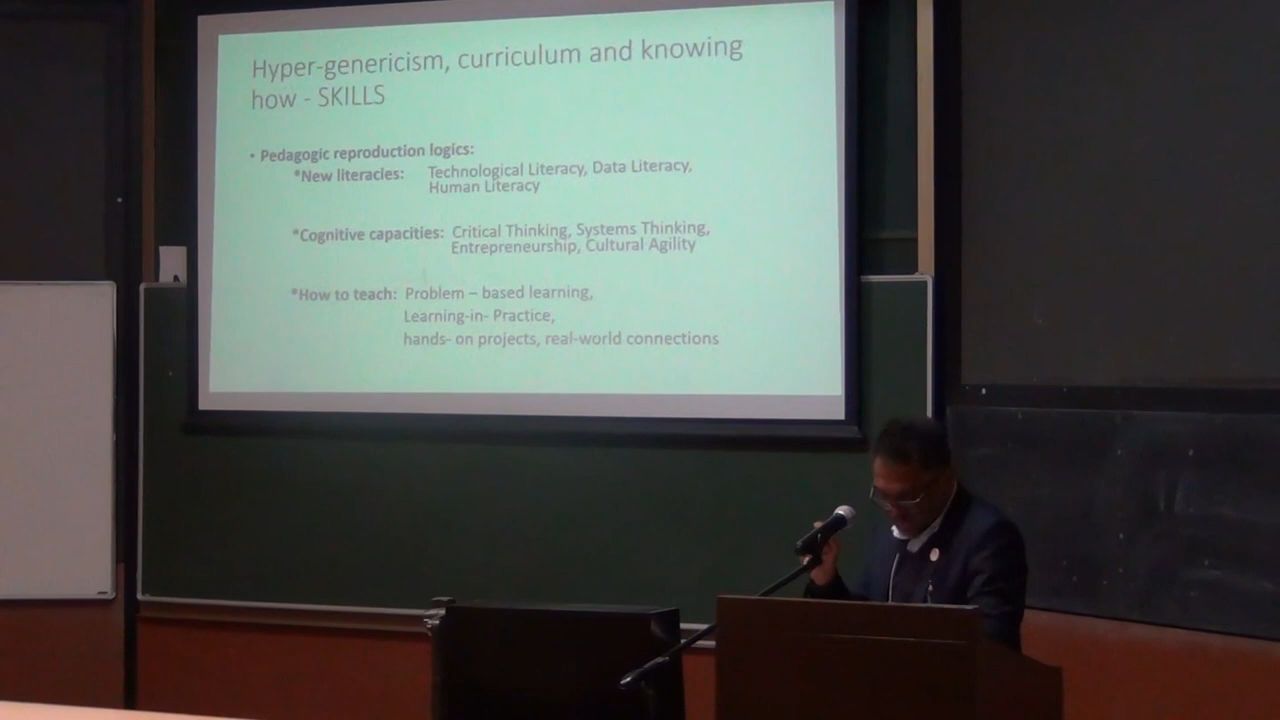 Hyper-genericism, curriculum and knowing
how - SKILLS
• Pedagogic reproduction logics:
*New literacies: Technological Literacy, Data Literacy,
Human Literacy
*Cognitive capacities: Critical Thinking, Systems Thinking,
Entrepreneurship, Cultural Agility
*How to teach: Problem – based learning,
Learning-in- Practice,
hands- on projects, real-world connections